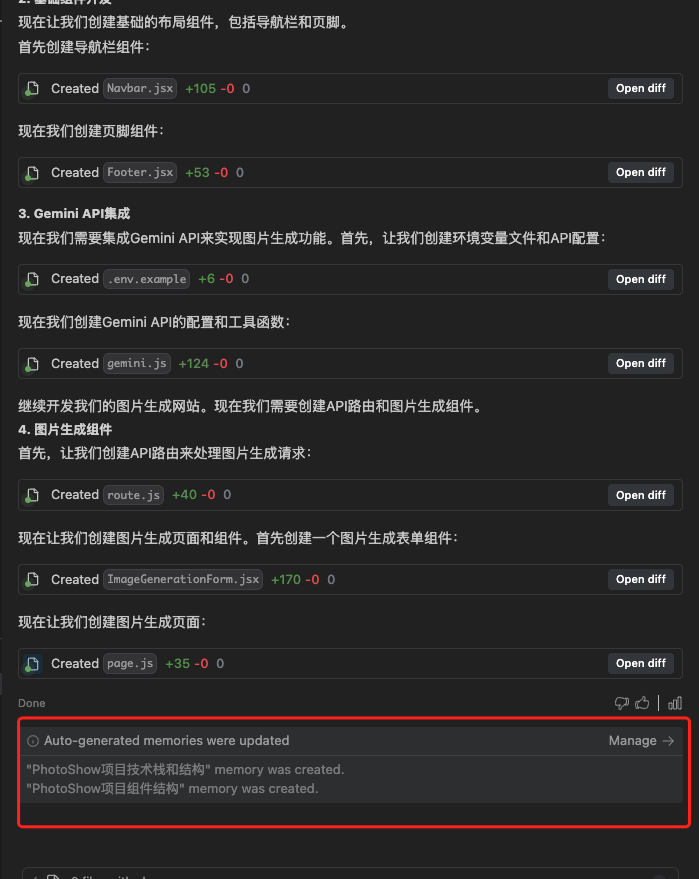 现在让我们创建基础的布局组件，包括导航栏和页脚。
首先创建导航栏组件：
Created Navbar.jsx +105 -0 0 Open diff
现在我们创建页脚组件：
Created Footer.jsx +53 -0 0 Open diff
3. Gemini API集成
现在我们需要集成Gemini API来实现图片生成功能。首先，让我们创建环境变量文件和API配置：
Created .env.example +6 -0 0 Open diff
现在我们创建Gemini API的配置和工具函数：
Created gemini.js +124 -0 0 Open diff
继续开发我们的图片生成网站。现在我们需要创建API路由和图片生成组件。
4. 图片生成组件
首先，让我们创建API路由来处理图片生成请求：
Created route.js +40 -0 0 Open diff
现在让我们创建图片生成页面和组件。首先创建一个图片生成表单组件：
Created ImageGenerationForm.jsx +170 -0 0 Open diff
现在让我们创建图片生成页面：
Created page.js +35 -0 0 Open diff
Done
Auto-generated memories were updated Manage →
"PhotoShow项目技术栈和结构" memory was created.
"PhotoShow项目组件结构" memory was created.